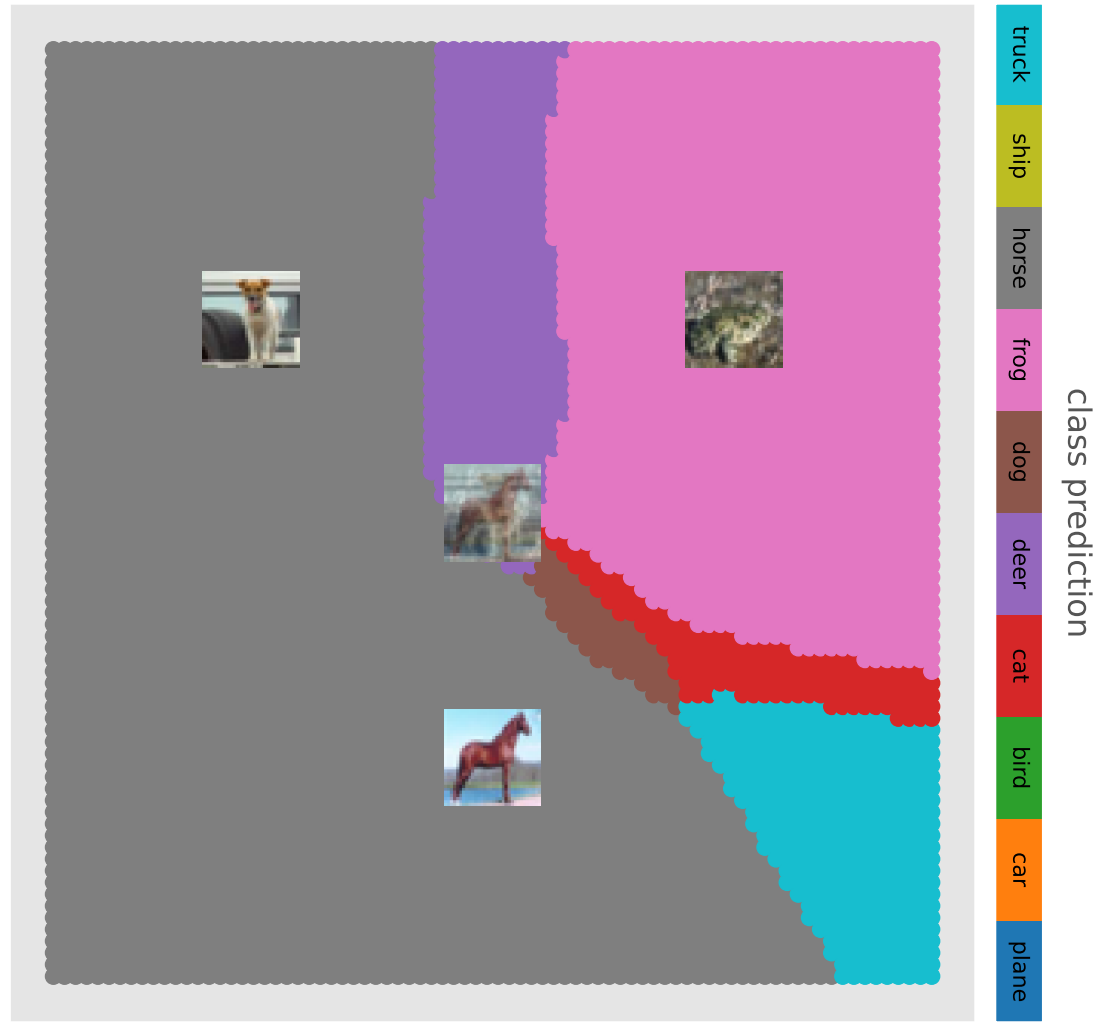 truck
ship
horse
frog
dog
deer
cat
bird
car
plane
class prediction